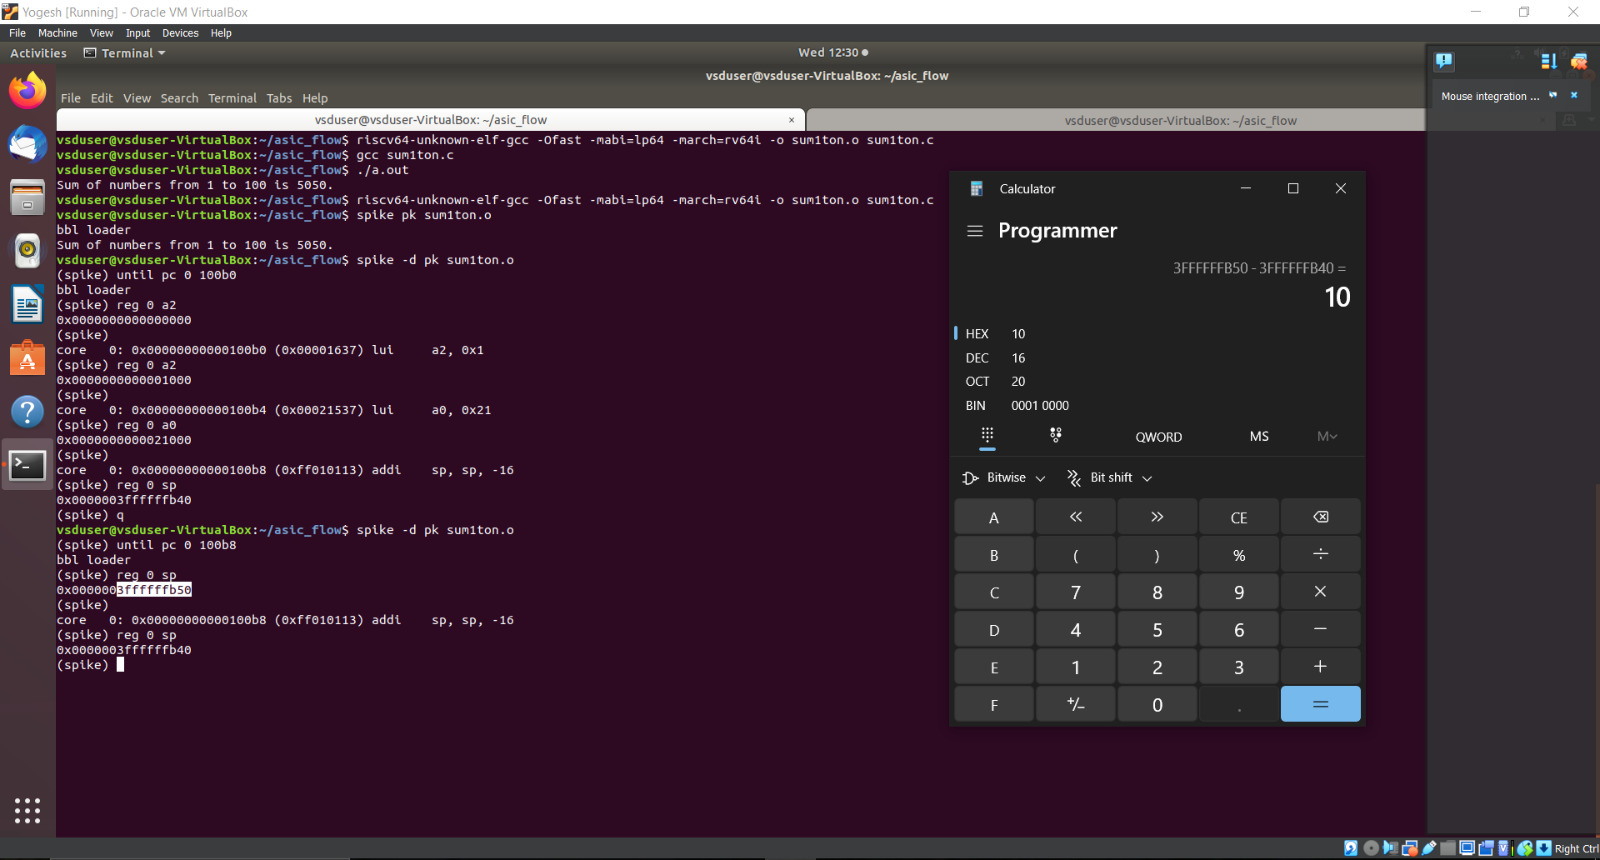 Yogesh [Running] - Oracle VM VirtualBox
File Machine View Input Devices Help
Activities Terminal Wed 12:30
vsduser@vsduser-VirtualBox: ~/asic_flow
File Edit View Search Terminal Tabs Help
vsduser@vsduser-VirtualBox: ~/asic_flow × vsduser@vsduser-VirtualBox: ~/asic_flow
Mouse integration ...
vsduser@vsduser-VirtualBox:~/asic_flow$ riscv64-unknown-elf-gcc -Ofast -mabi=lp64 -march=rv64i -o sum1ton.o sum1ton.c
vsduser@vsduser-VirtualBox:~/asic_flow$ gcc sum1ton.c
vsduser@vsduser-VirtualBox:~/asic_flow$ ./a.out
Sum of numbers from 1 to 100 is 5050.
vsduser@vsduser-VirtualBox:~/asic_flow$ riscv64-unknown-elf-gcc -Ofast -mabi=lp64 -march=rv64i -o sum1ton.o sum1ton.c
vsduser@vsduser-VirtualBox:~/asic_flow$ spike pk sum1ton.o
bbl loader
Sum of numbers from 1 to 100 is 5050.
vsduser@vsduser-VirtualBox:~/asic_flow$ spike -d pk sum1ton.o
(spike) until pc 0 100b0
bbl loader
(spike) reg 0 a2
0x0000000000000000
(spike)
core   0: 0x00000000000100b0 (0x00001637) lui     a2, 0x1
(spike) reg 0 a2
0x0000000000001000
(spike)
core   0: 0x00000000000100b4 (0x00021537) lui     a0, 0x21
(spike) reg 0 a0
0x0000000000021000
(spike)
core   0: 0x00000000000100b8 (0xff010113) addi    sp, sp, -16
(spike) reg 0 sp
0x0000003ffffffb40
(spike) q
vsduser@vsduser-VirtualBox:~/asic_flow$ spike -d pk sum1ton.o
(spike) until pc 0 100b8
bbl loader
(spike) reg 0 sp
0x0000003ffffffb50
(spike)
core   0: 0x00000000000100b8 (0xff010113) addi    sp, sp, -16
(spike) reg 0 sp
0x0000003ffffffb40
(spike)
Calculator
Programmer
3FFFFFFB50 - 3FFFFFFB40 =
10
HEX 10
DEC 16
OCT 20
BIN 0001 0000
QWORD MS M
Bitwise Bit shift
A << >> CE
B ( ) % ÷
C 7 8 9 ×
D 4 5 6 −
E 1 2 3 +
F +/− 0 . =
Right Ctrl